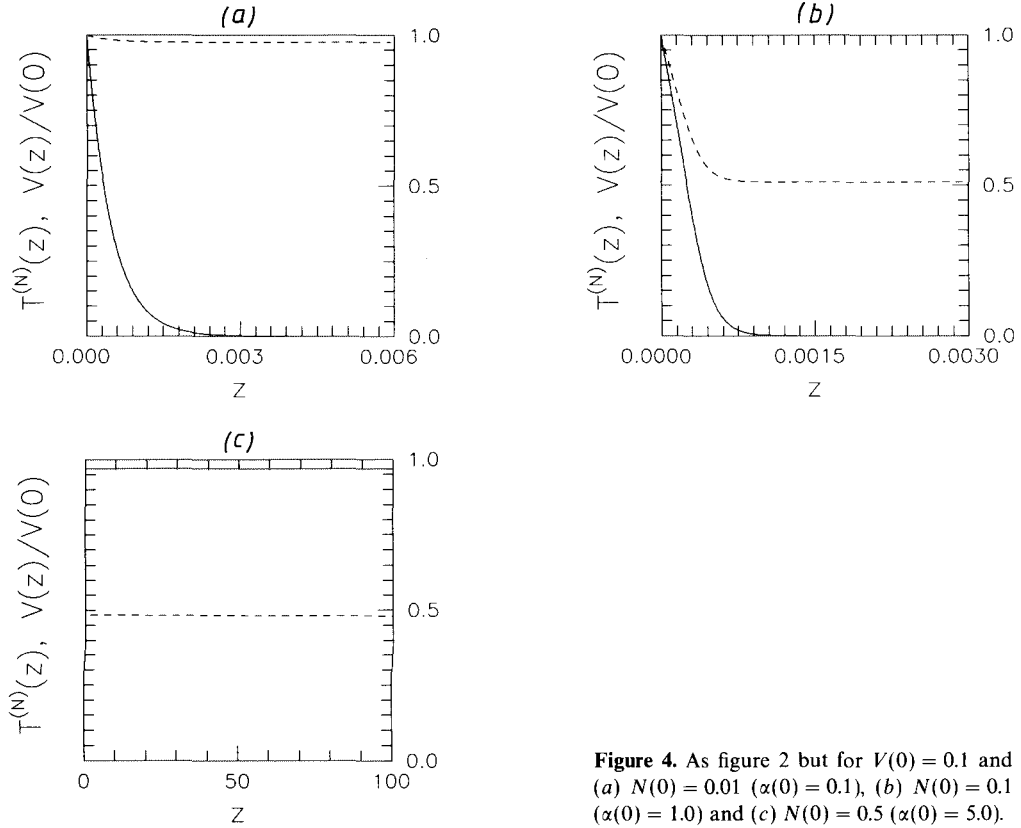 (a)
T^(N)(z), V(z)/V(0)
1.0
0.5
0.0
0.000 0.003 0.006
Z
(b)
T^(N)(z), V(z)/V(0)
1.0
0.5
0.0
0.0000 0.0015 0.0030
Z
(c)
T^(N)(z), V(z)/V(0)
1.0
0.5
0.0
0 50 100
Z
Figure 4. As figure 2 but for V(0) = 0.1 and
(a) N(0) = 0.01 (α(0) = 0.1), (b) N(0) = 0.1
(α(0) = 1.0) and (c) N(0) = 0.5 (α(0) = 5.0).